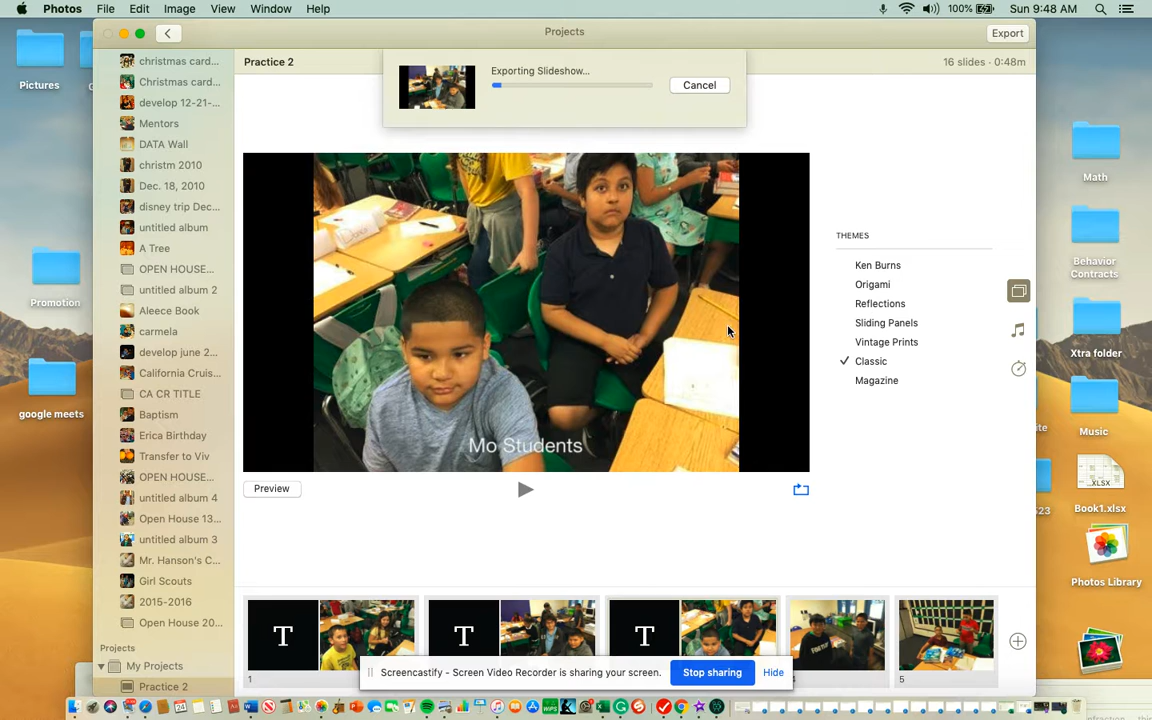 Photos File Edit Image View Window Help 100% Sun 9:48 AM
Projects
Export
Practice 2
16 slides · 0:48m
Exporting Slideshow...
Cancel
Pictures
Promotion
google meets
christmas card...
Christmas card...
develop 12-21-...
Mentors
DATA Wall
christm 2010
Dec. 18, 2010
disney trip Dec...
untitled album
A Tree
OPEN HOUSE...
untitled album 2
Aleece Book
carmela
develop june 2...
California Cruis...
CA CR TITLE
Baptism
Erica Birthday
Transfer to Viv
OPEN HOUSE...
untitled album 4
Open House 13...
untitled album 3
Mr. Hanson's C...
Girl Scouts
2015-2016
Open House 20...
Projects
My Projects
Practice 2
Mo Students
Preview
THEMES
Ken Burns
Origami
Reflections
Sliding Panels
Vintage Prints
Classic
Magazine
T
T
T
1
5
Screencastify - Screen Video Recorder is sharing your screen.
Stop sharing
Hide
Math
Behavior
Contracts
Xtra folder
Music
XLSX
Book1.xlsx
Photos Library